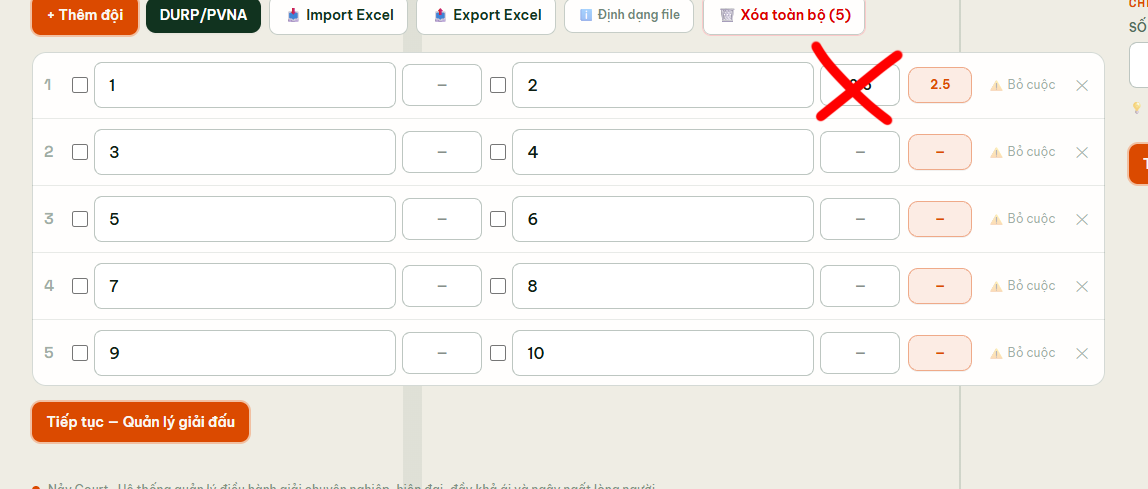 + Thêm đội DURP/PVNA Import Excel Export Excel Định dạng file Xóa toàn bộ (5)
1 1 – 2 2.5 Bỏ cuộc ×
2 3 – 4 – – Bỏ cuộc ×
3 5 – 6 – – Bỏ cuộc ×
4 7 – 8 – – Bỏ cuộc ×
5 9 – 10 – – Bỏ cuộc ×
Tiếp tục — Quản lý giải đấu